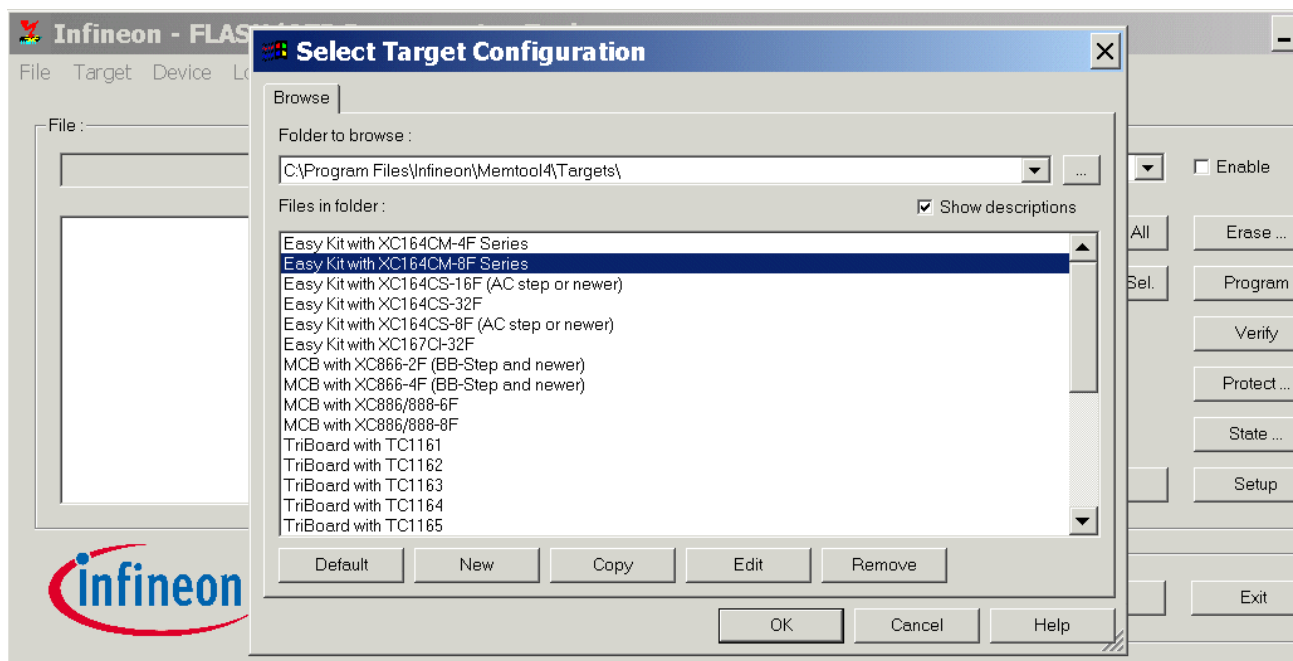 Infineon - FLAS
Select Target Configuration
File Target Device
Browse
File :
Folder to browse :
C:\Program Files\Infineon\Memtool4\Targets\
...
Enable
Files in folder :
Show descriptions
Easy Kit with XC164CM-4F Series
Easy Kit with XC164CM-8F Series
Easy Kit with XC164CS-16F (AC step or newer)
Easy Kit with XC164CS-32F
Easy Kit with XC164CS-8F (AC step or newer)
Easy Kit with XC167CI-32F
MCB with XC866-2F (BB-Step and newer)
MCB with XC866-4F (BB-Step and newer)
MCB with XC886/888-6F
MCB with XC886/888-8F
TriBoard with TC1161
TriBoard with TC1162
TriBoard with TC1163
TriBoard with TC1164
TriBoard with TC1165
All
Erase ...
Sel.
Program
Verify
Protect ...
State ...
Setup
Default New Copy Edit Remove
infineon
Exit
OK Cancel Help